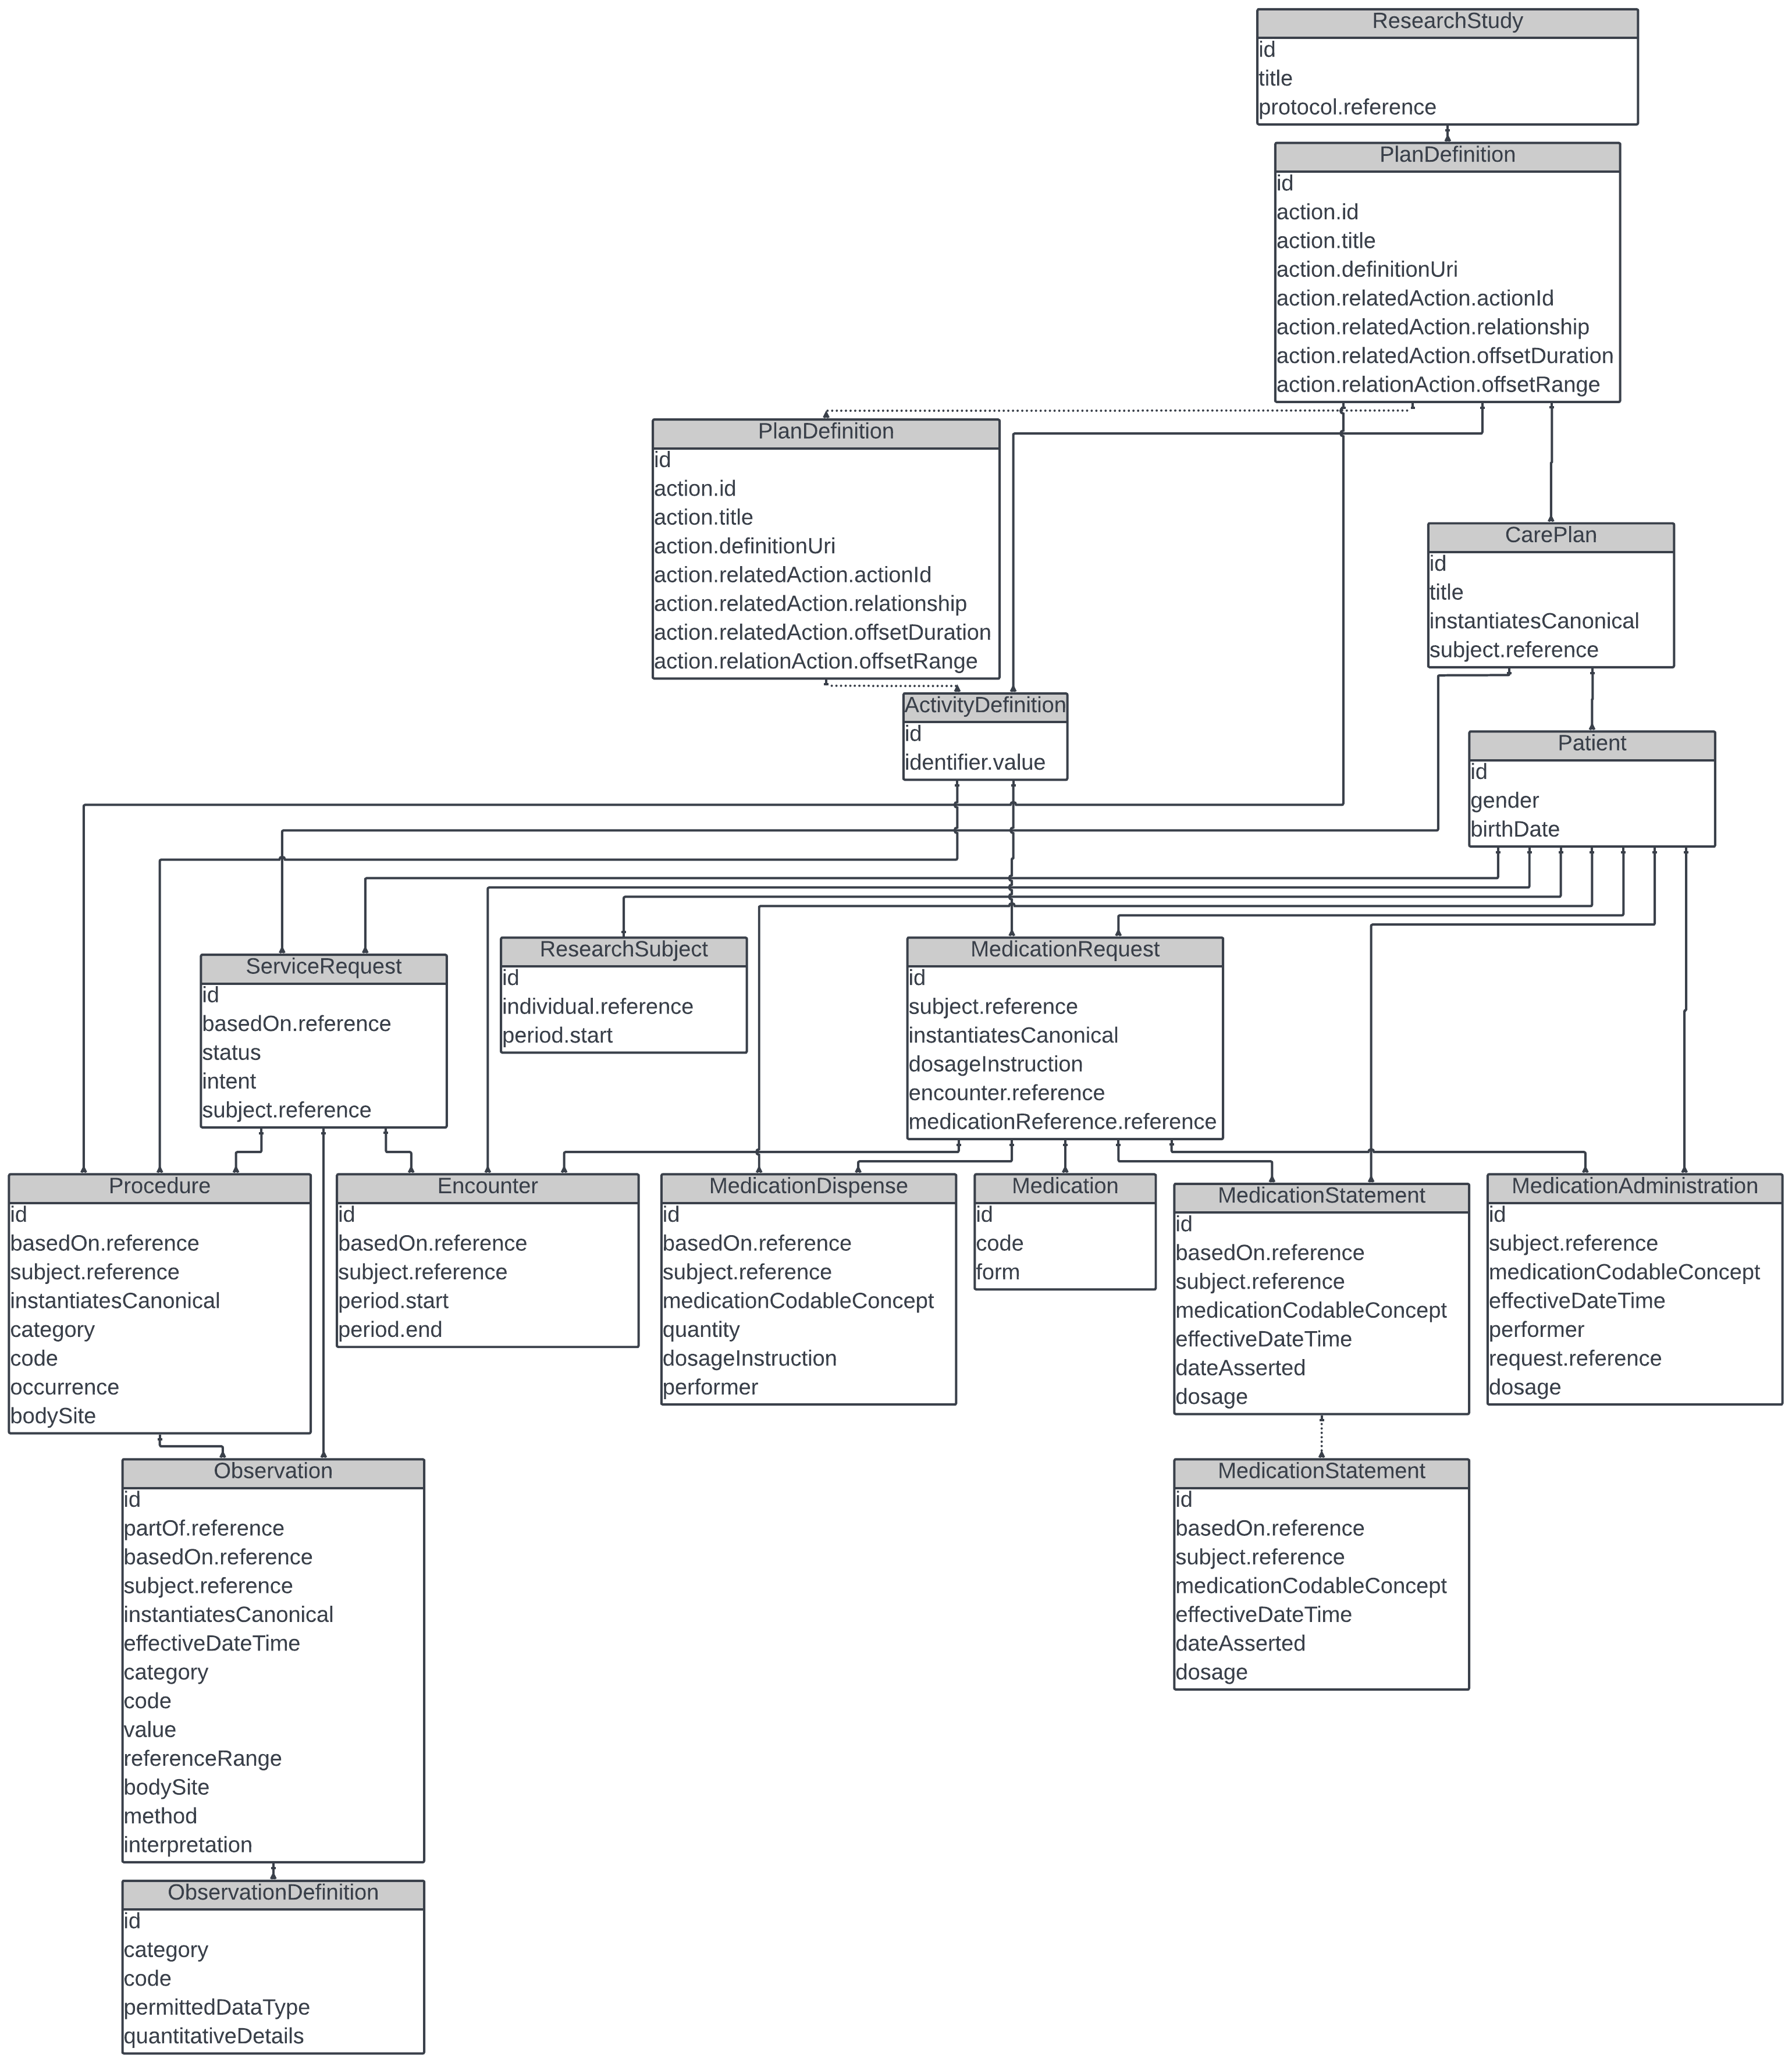 ResearchStudy
id
title
protocol.reference
PlanDefinition
id
action.id
action.title
action.definitionUri
action.relatedAction.actionId
action.relatedAction.relationship
action.relatedAction.offsetDuration
action.relationAction.offsetRange
PlanDefinition
id
action.id
action.title
action.definitionUri
action.relatedAction.actionId
action.relatedAction.relationship
action.relatedAction.offsetDuration
action.relationAction.offsetRange
CarePlan
id
title
instantiatesCanonical
subject.reference
ActivityDefinition
id
identifier.value
Patient
id
gender
birthDate
ServiceRequest
id
basedOn.reference
status
intent
subject.reference
ResearchSubject
id
individual.reference
period.start
MedicationRequest
id
subject.reference
instantiatesCanonical
dosageInstruction
encounter.reference
medicationReference.reference
Procedure
id
basedOn.reference
subject.reference
instantiatesCanonical
category
code
occurrence
bodySite
Encounter
id
basedOn.reference
subject.reference
period.start
period.end
MedicationDispense
id
basedOn.reference
subject.reference
medicationCodableConcept
quantity
dosageInstruction
performer
Medication
id
code
form
MedicationStatement
id
basedOn.reference
subject.reference
medicationCodableConcept
effectiveDateTime
dateAsserted
dosage
MedicationAdministration
id
subject.reference
medicationCodableConcept
effectiveDateTime
performer
request.reference
dosage
Observation
id
partOf.reference
basedOn.reference
subject.reference
instantiatesCanonical
effectiveDateTime
category
code
value
referenceRange
bodySite
method
interpretation
MedicationStatement
id
basedOn.reference
subject.reference
medicationCodableConcept
effectiveDateTime
dateAsserted
dosage
ObservationDefinition
id
category
code
permittedDataType
quantitativeDetails